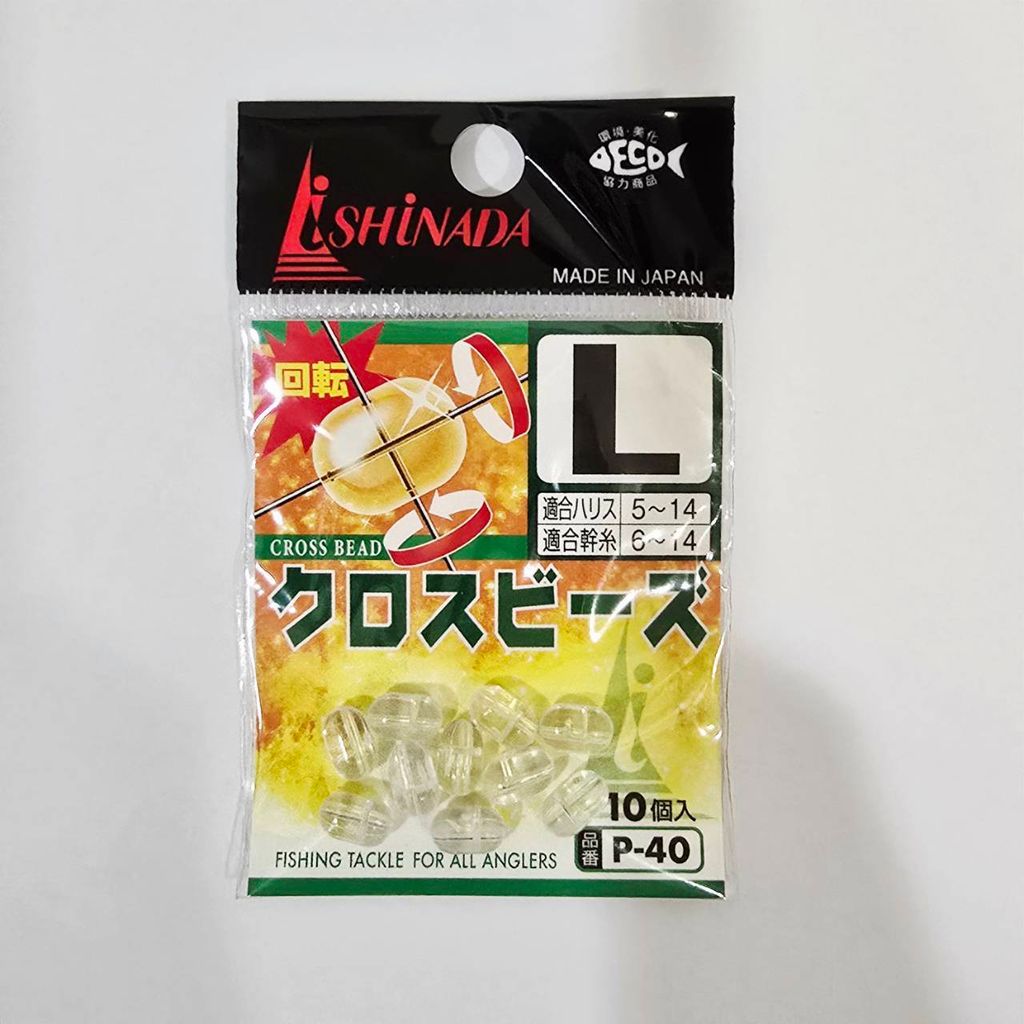 環境・美化
DECO
協力商品
iSHiNADA
MADE IN JAPAN
回転
L
適合ハリス 5〜14
適合幹糸 6〜14
CROSS BEAD
クロスビーズ
10個入
品番 P-40
FISHING TACKLE FOR ALL ANGLERS